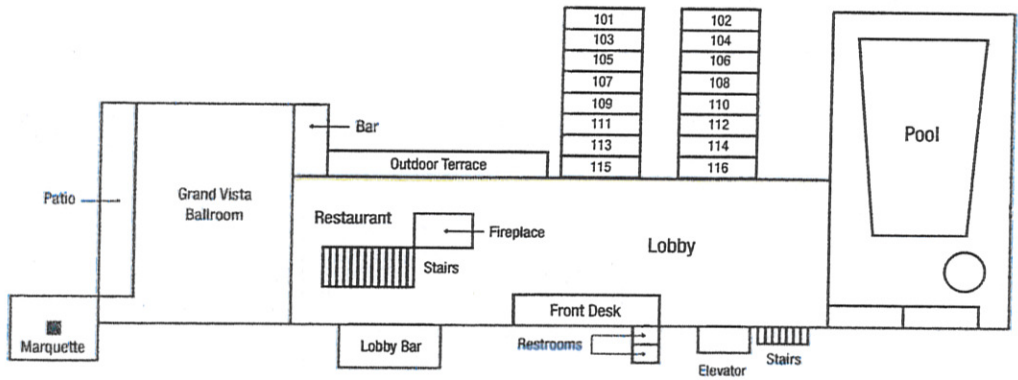 101
102
103
104
105
106
107
108
109
110
111
112
113
114
115
116
Pool
Bar
Outdoor Terrace
Patio
Grand Vista
Ballroom
Restaurant
Fireplace
Lobby
Stairs
Front Desk
Marquette
Lobby Bar
Restrooms
Elevator
Stairs